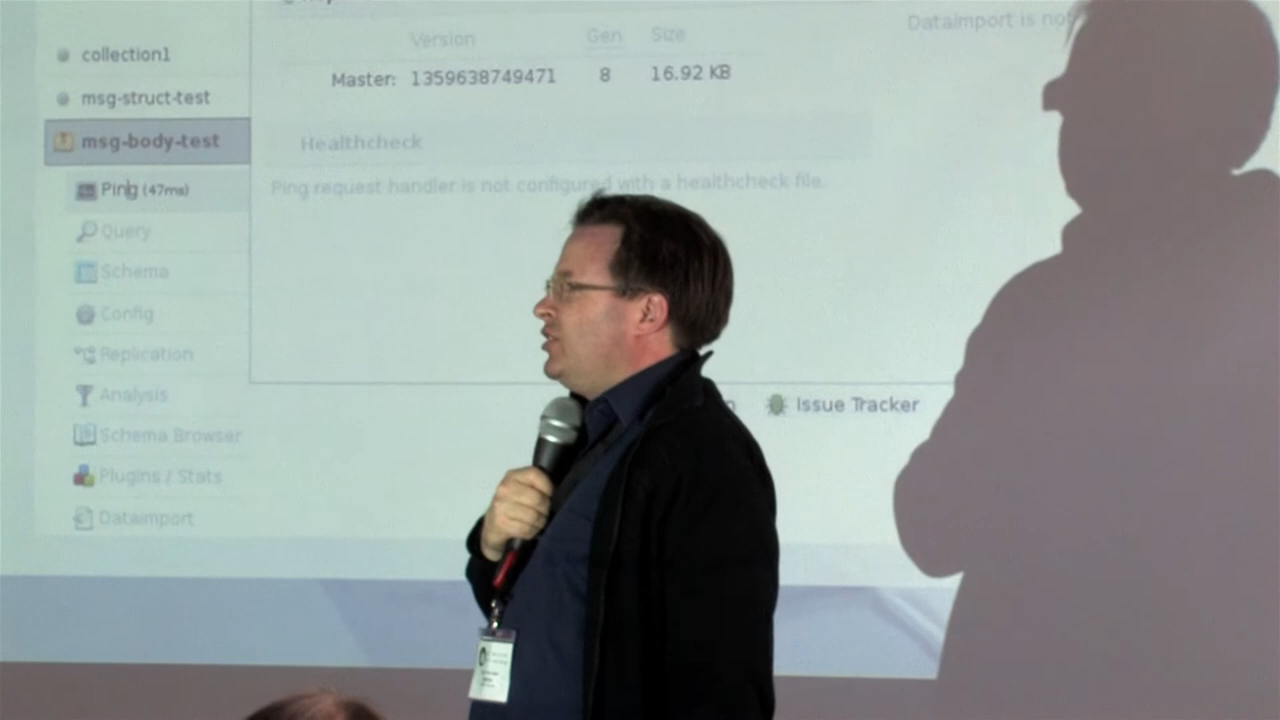 collection1
msg-struct-test
msg-body-test
Ping (47ms)
Query
Schema
Config
Replication
Analysis
Schema Browser
Plugins / Stats
Dataimport
Version Gen Size
Master: 1359638749471 8 16.92 KB
Healthcheck
Ping request handler is not configured with a healthcheck file.
Dataimport is not
Issue Tracker